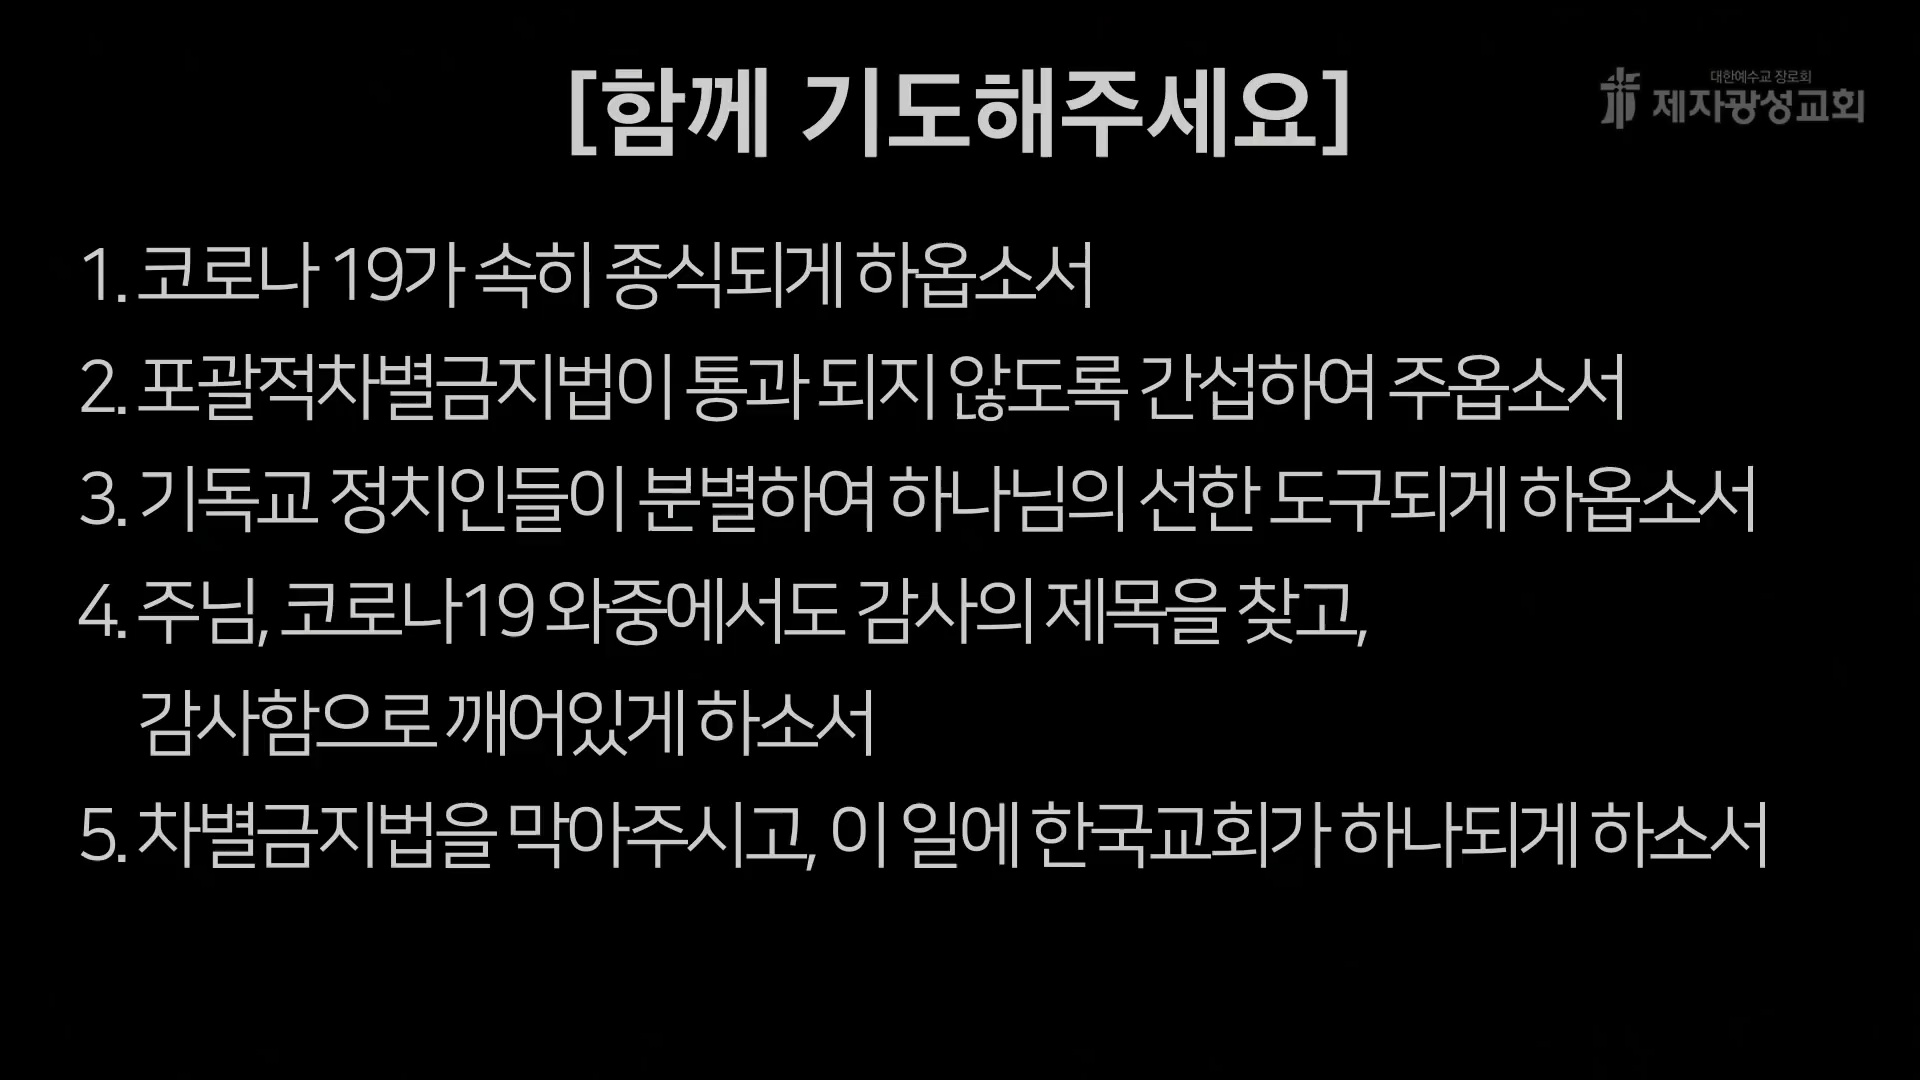 [함께 기도해주세요]
대한예수교 장로회
제자광성교회
1. 코로나 19가 속히 종식되게 하옵소서
2. 포괄적차별금지법이 통과 되지 않도록 간섭하여 주옵소서
3. 기독교 정치인들이 분별하여 하나님의 선한 도구되게 하옵소서
4. 주님, 코로나19 와중에서도 감사의 제목을 찾고,
감사함으로 깨어있게 하소서
5. 차별금지법을 막아주시고, 이 일에 한국교회가 하나되게 하소서